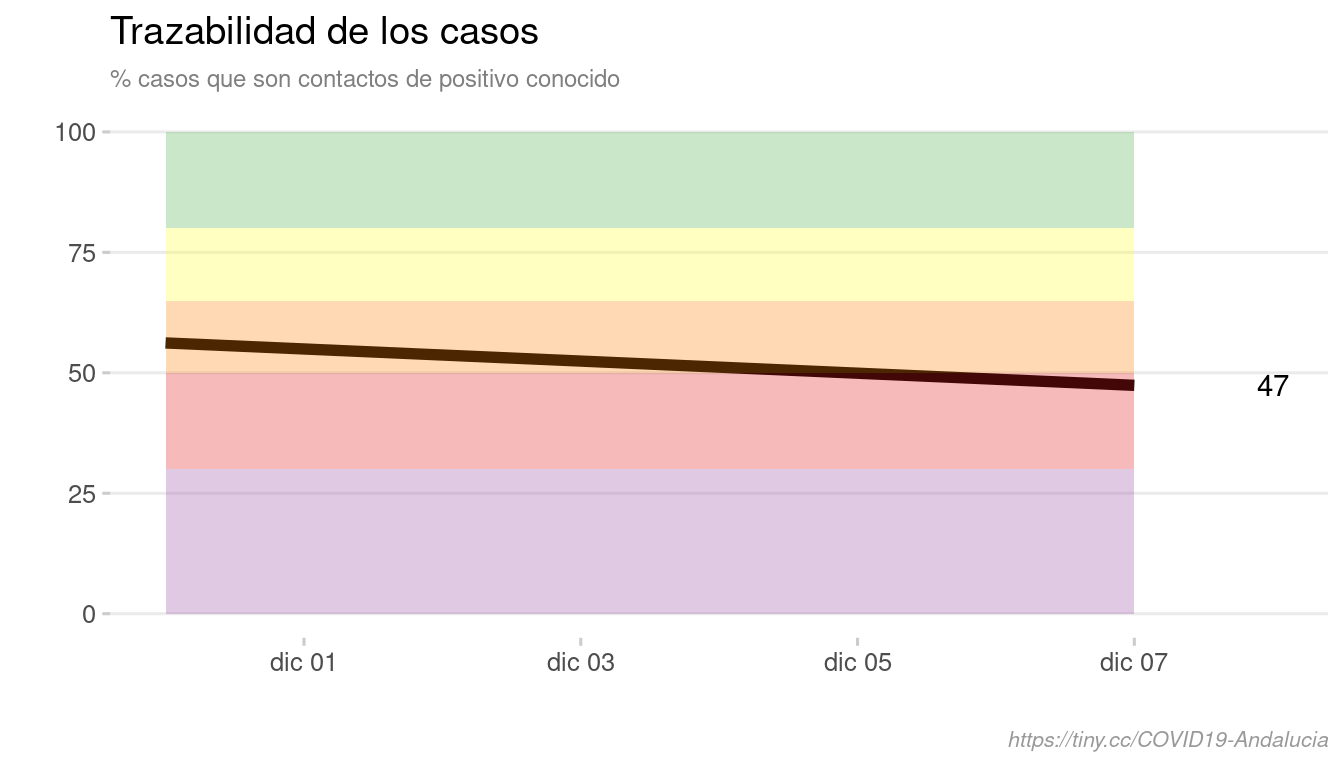 Trazabilidad de los casos
% casos que son contactos de positivo conocido
100
75
50
47
25
0
dic 01 dic 03 dic 05 dic 07
https://tiny.cc/COVID19-Andalucia